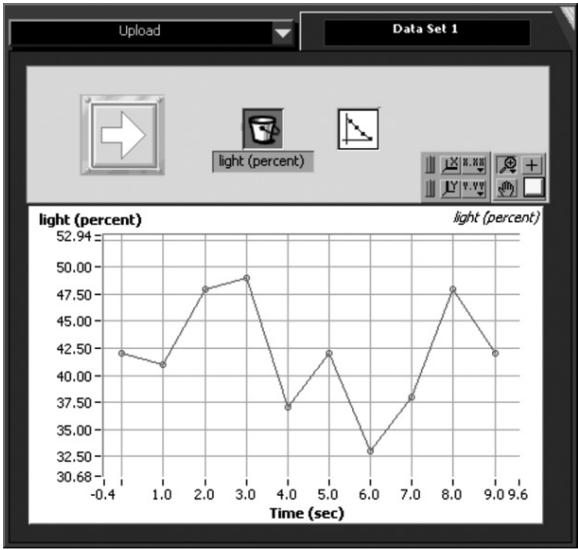 Upload
Data Set 1
light (percent)
X X.XX
Y Y.YY
light (percent)
light (percent)
52.94
50.00
47.50
45.00
42.50
40.00
37.50
35.00
32.50
30.68
-0.4 1.0 2.0 3.0 4.0 5.0 6.0 7.0 8.0 9.0 9.6
Time (sec)